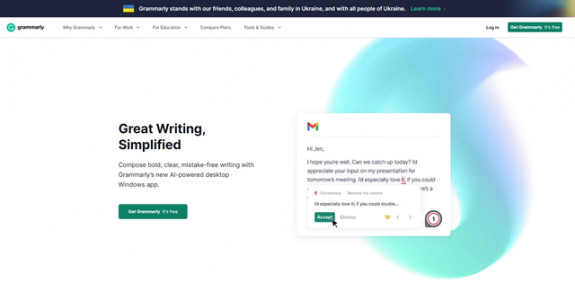 Grammarly stands with our friends, colleagues, and family in Ukraine, and with all people of Ukraine. Learn more
grammarly Why Grammarly For Work For Education Compare Plans Tools & Guides Log in Get Grammarly It's free
Great Writing,
Simplified
Compose bold, clear, mistake-free writing with
Grammarly's new AI-powered desktop
Windows app.
Get Grammarly It's free
Hi Jen,
I hope you're well. Can we catch up today? I'd
appreciate your input on my presentation for
tomorrow's meeting. I'd especially love it, if you could
Correctness · Remove the comma
I'd especially love it, if you could double...
Accept Dismiss
1